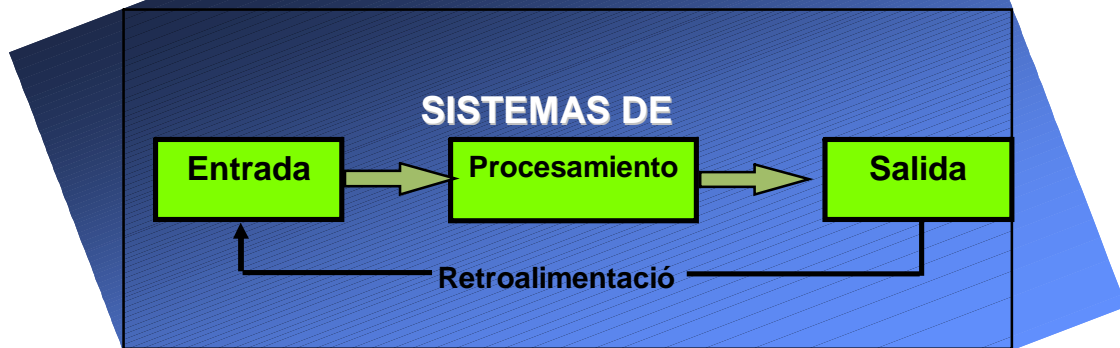 SISTEMAS DE
Entrada
Procesamiento
Salida
Retroalimentació